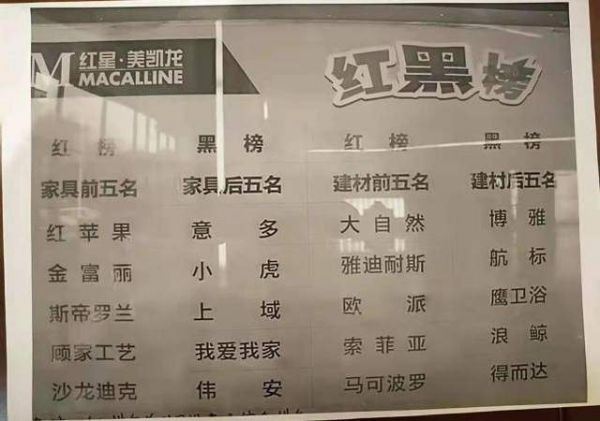 M 红星·美凯龙
MACALLINE
红黑榜
红榜 黑榜 红榜 黑榜
家具前五名 家具后五名 建材前五名 建材后五名
红苹果 意多 大自然 博雅
金富丽 小虎 雅迪耐斯 航标
斯帝罗兰 上域 欧派 鹰卫浴
顾家工艺 我爱我家 索菲亚 浪鲸
沙龙迪克 伟安 马可波罗 得而达